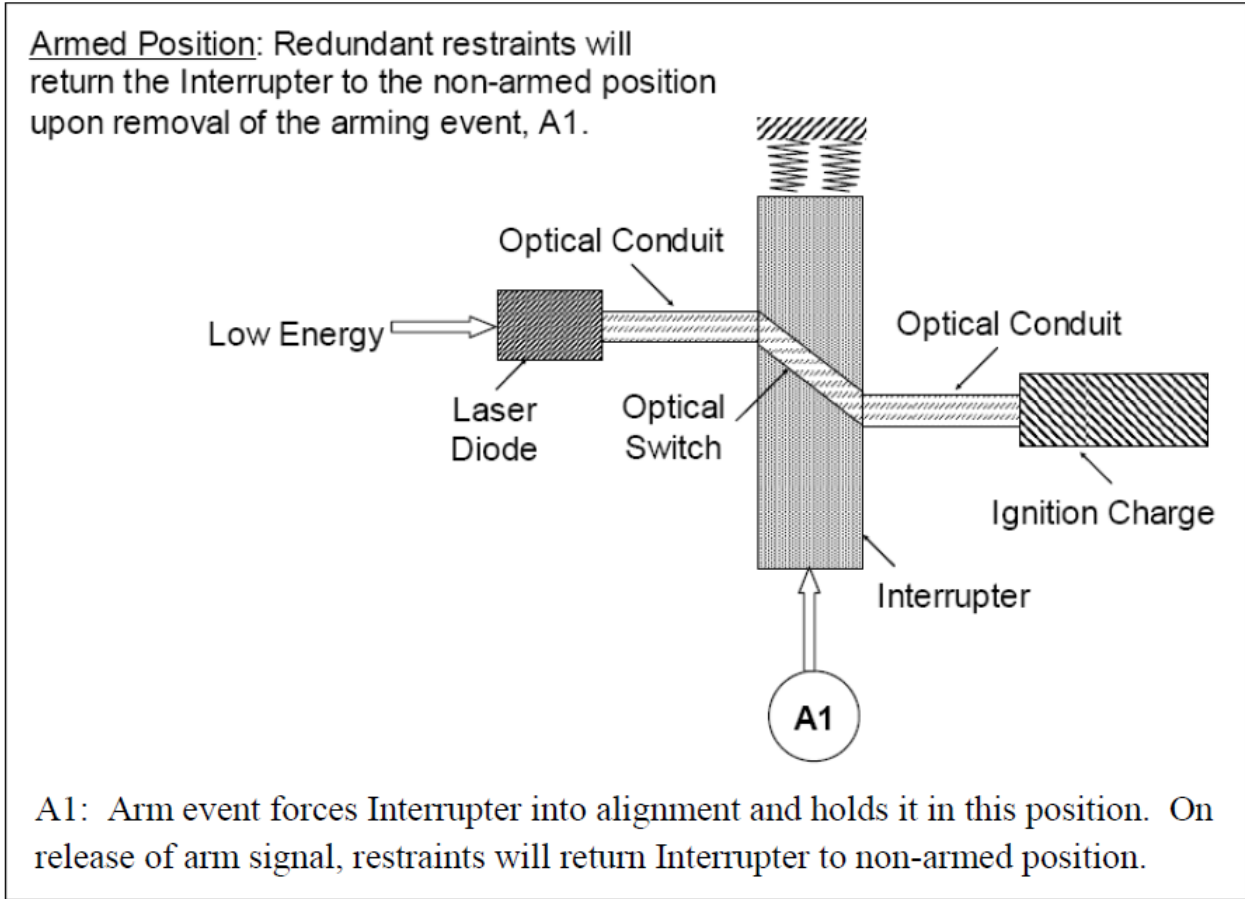 Armed Position: Redundant restraints will
return the Interrupter to the non-armed position
upon removal of the arming event, A1.
Optical Conduit
Low Energy
Optical Conduit
Laser
Diode
Optical
Switch
Ignition Charge
Interrupter
A1
A1:  Arm event forces Interrupter into alignment and holds it in this position.  On
release of arm signal, restraints will return Interrupter to non-armed position.